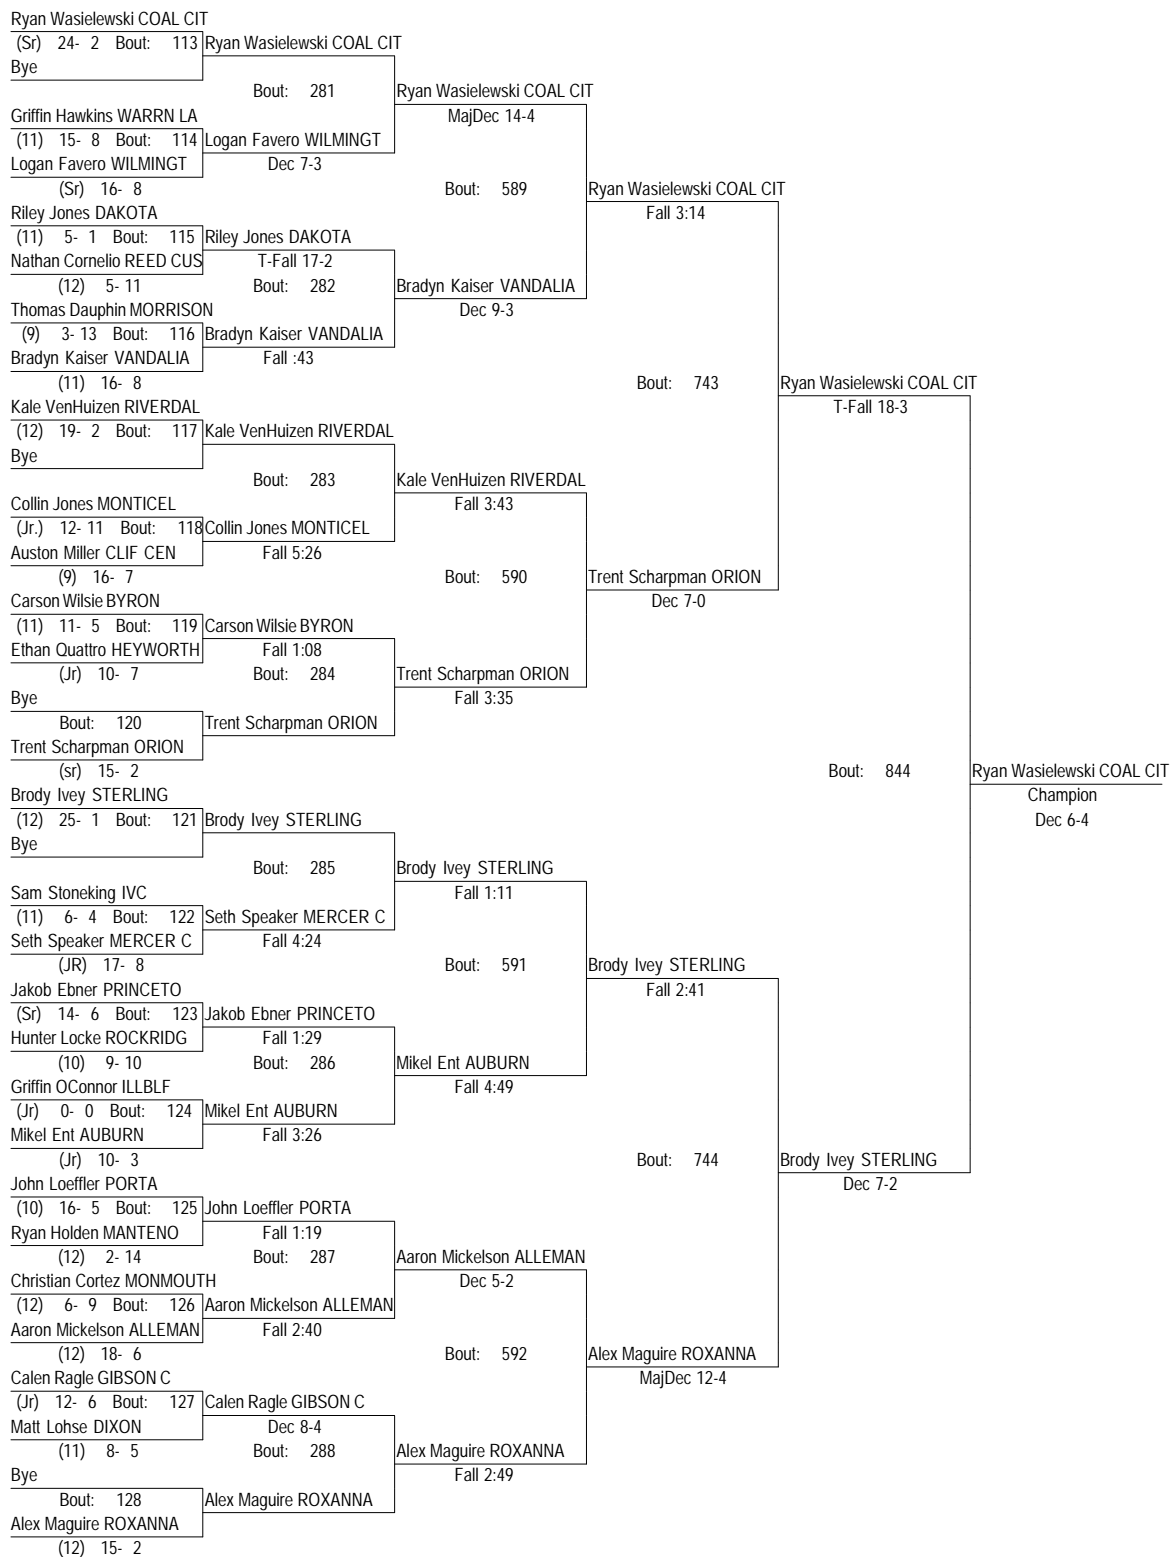 Ryan Wasielewski COAL CIT
(Sr) 24- 2 Bout: 113 Ryan Wasielewski COAL CIT
Bye
Bout: 281 Ryan Wasielewski COAL CIT
Griffin Hawkins WARRN LA MajDec 14-4
(11) 15- 8 Bout: 114 Logan Favero WILMINGT
Logan Favero WILMINGT Dec 7-3
(Sr) 16- 8 Bout: 589 Ryan Wasielewski COAL CIT
Riley Jones DAKOTA Fall 3:14
(11) 5- 1 Bout: 115 Riley Jones DAKOTA
Nathan Cornelio REED CUS T-Fall 17-2
(12) 5- 11 Bout: 282 Bradyn Kaiser VANDALIA
Thomas Dauphin MORRISON Dec 9-3
(9) 3- 13 Bout: 116 Bradyn Kaiser VANDALIA
Bradyn Kaiser VANDALIA Fall :43
(11) 16- 8 Bout: 743 Ryan Wasielewski COAL CIT
Kale VenHuizen RIVERDAL T-Fall 18-3
(12) 19- 2 Bout: 117 Kale VenHuizen RIVERDAL
Bye
Bout: 283 Kale VenHuizen RIVERDAL
Collin Jones MONTICEL Fall 3:43
(Jr.) 12- 11 Bout: 118 Collin Jones MONTICEL
Auston Miller CLIF CEN Fall 5:26
(9) 16- 7 Bout: 590 Trent Scharpman ORION
Carson Wilsie BYRON Dec 7-0
(11) 11- 5 Bout: 119 Carson Wilsie BYRON
Ethan Quattro HEYWORTH Fall 1:08
(Jr) 10- 7 Bout: 284 Trent Scharpman ORION
Bye Fall 3:35
Bout: 120 Trent Scharpman ORION
Trent Scharpman ORION
(sr) 15- 2 Bout: 844 Ryan Wasielewski COAL CIT
Brody Ivey STERLING Champion
(12) 25- 1 Bout: 121 Brody Ivey STERLING Dec 6-4
Bye
Bout: 285 Brody Ivey STERLING
Sam Stoneking IVC Fall 1:11
(11) 6- 4 Bout: 122 Seth Speaker MERCER C
Seth Speaker MERCER C Fall 4:24
(JR) 17- 8 Bout: 591 Brody Ivey STERLING
Jakob Ebner PRINCETO Fall 2:41
(Sr) 14- 6 Bout: 123 Jakob Ebner PRINCETO
Hunter Locke ROCKRIDG Fall 1:29
(10) 9- 10 Bout: 286 Mikel Ent AUBURN
Griffin OConnor ILLBLF Fall 4:49
(Jr) 0- 0 Bout: 124 Mikel Ent AUBURN
Mikel Ent AUBURN Fall 3:26
(Jr) 10- 3 Bout: 744 Brody Ivey STERLING
John Loeffler PORTA Dec 7-2
(10) 16- 5 Bout: 125 John Loeffler PORTA
Ryan Holden MANTENO Fall 1:19
(12) 2- 14 Bout: 287 Aaron Mickelson ALLEMAN
Christian Cortez MONMOUTH Dec 5-2
(12) 6- 9 Bout: 126 Aaron Mickelson ALLEMAN
Aaron Mickelson ALLEMAN Fall 2:40
(12) 18- 6 Bout: 592 Alex Maguire ROXANNA
Calen Ragle GIBSON C MajDec 12-4
(Jr) 12- 6 Bout: 127 Calen Ragle GIBSON C
Matt Lohse DIXON Dec 8-4
(11) 8- 5 Bout: 288 Alex Maguire ROXANNA
Bye Fall 2:49
Bout: 128 Alex Maguire ROXANNA
Alex Maguire ROXANNA
(12) 15- 2